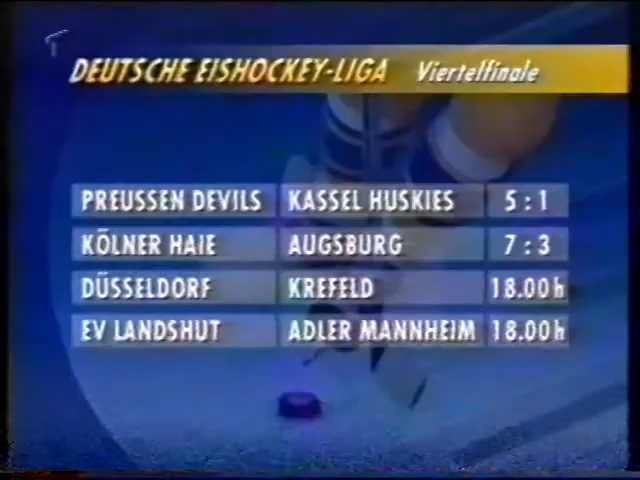 DEUTSCHE EISHOCKEY-LIGA Viertelfinale
PREUSSEN DEVILS KASSEL HUSKIES 5 : 1
KÖLNER HAIE AUGSBURG 7 : 3
DÜSSELDORF KREFELD 18.00h
EV LANDSHUT ADLER MANNHEIM 18.00h